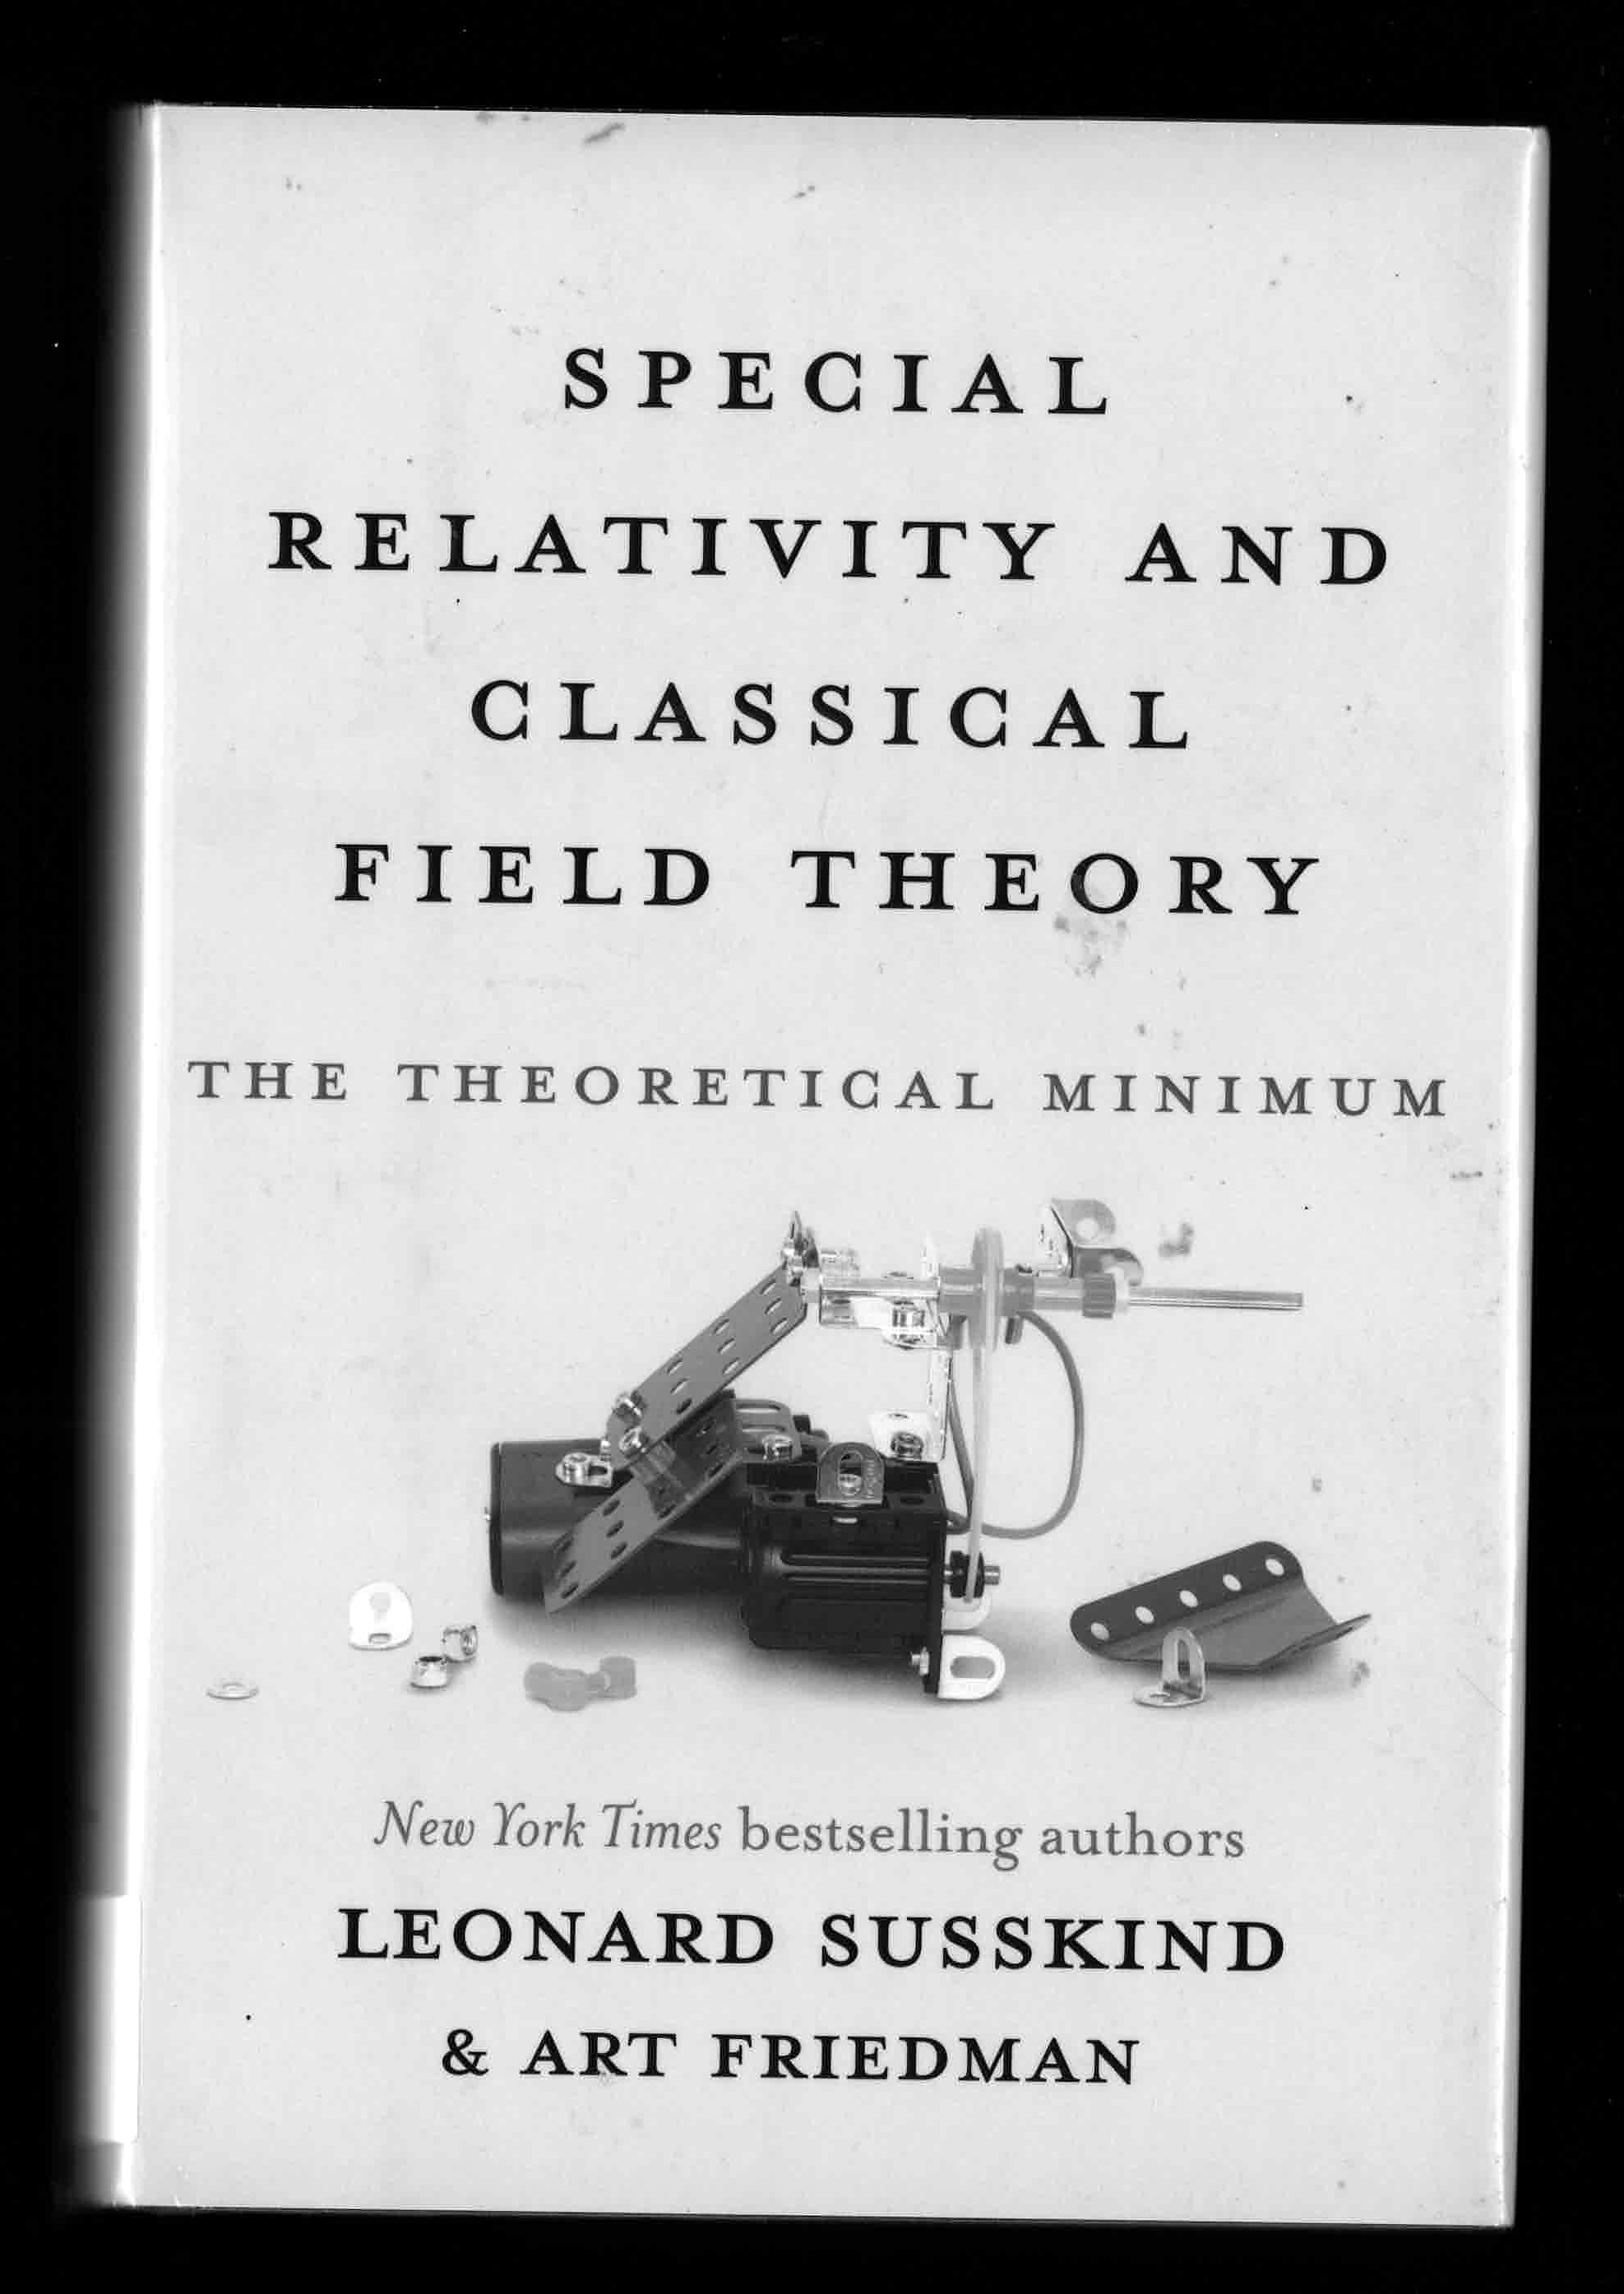 SPECIAL
RELATIVITY AND
CLASSICAL
FIELD THEORY
THE THEORETICAL MINIMUM
New York Times bestselling authors
LEONARD SUSSKIND
& ART FRIEDMAN